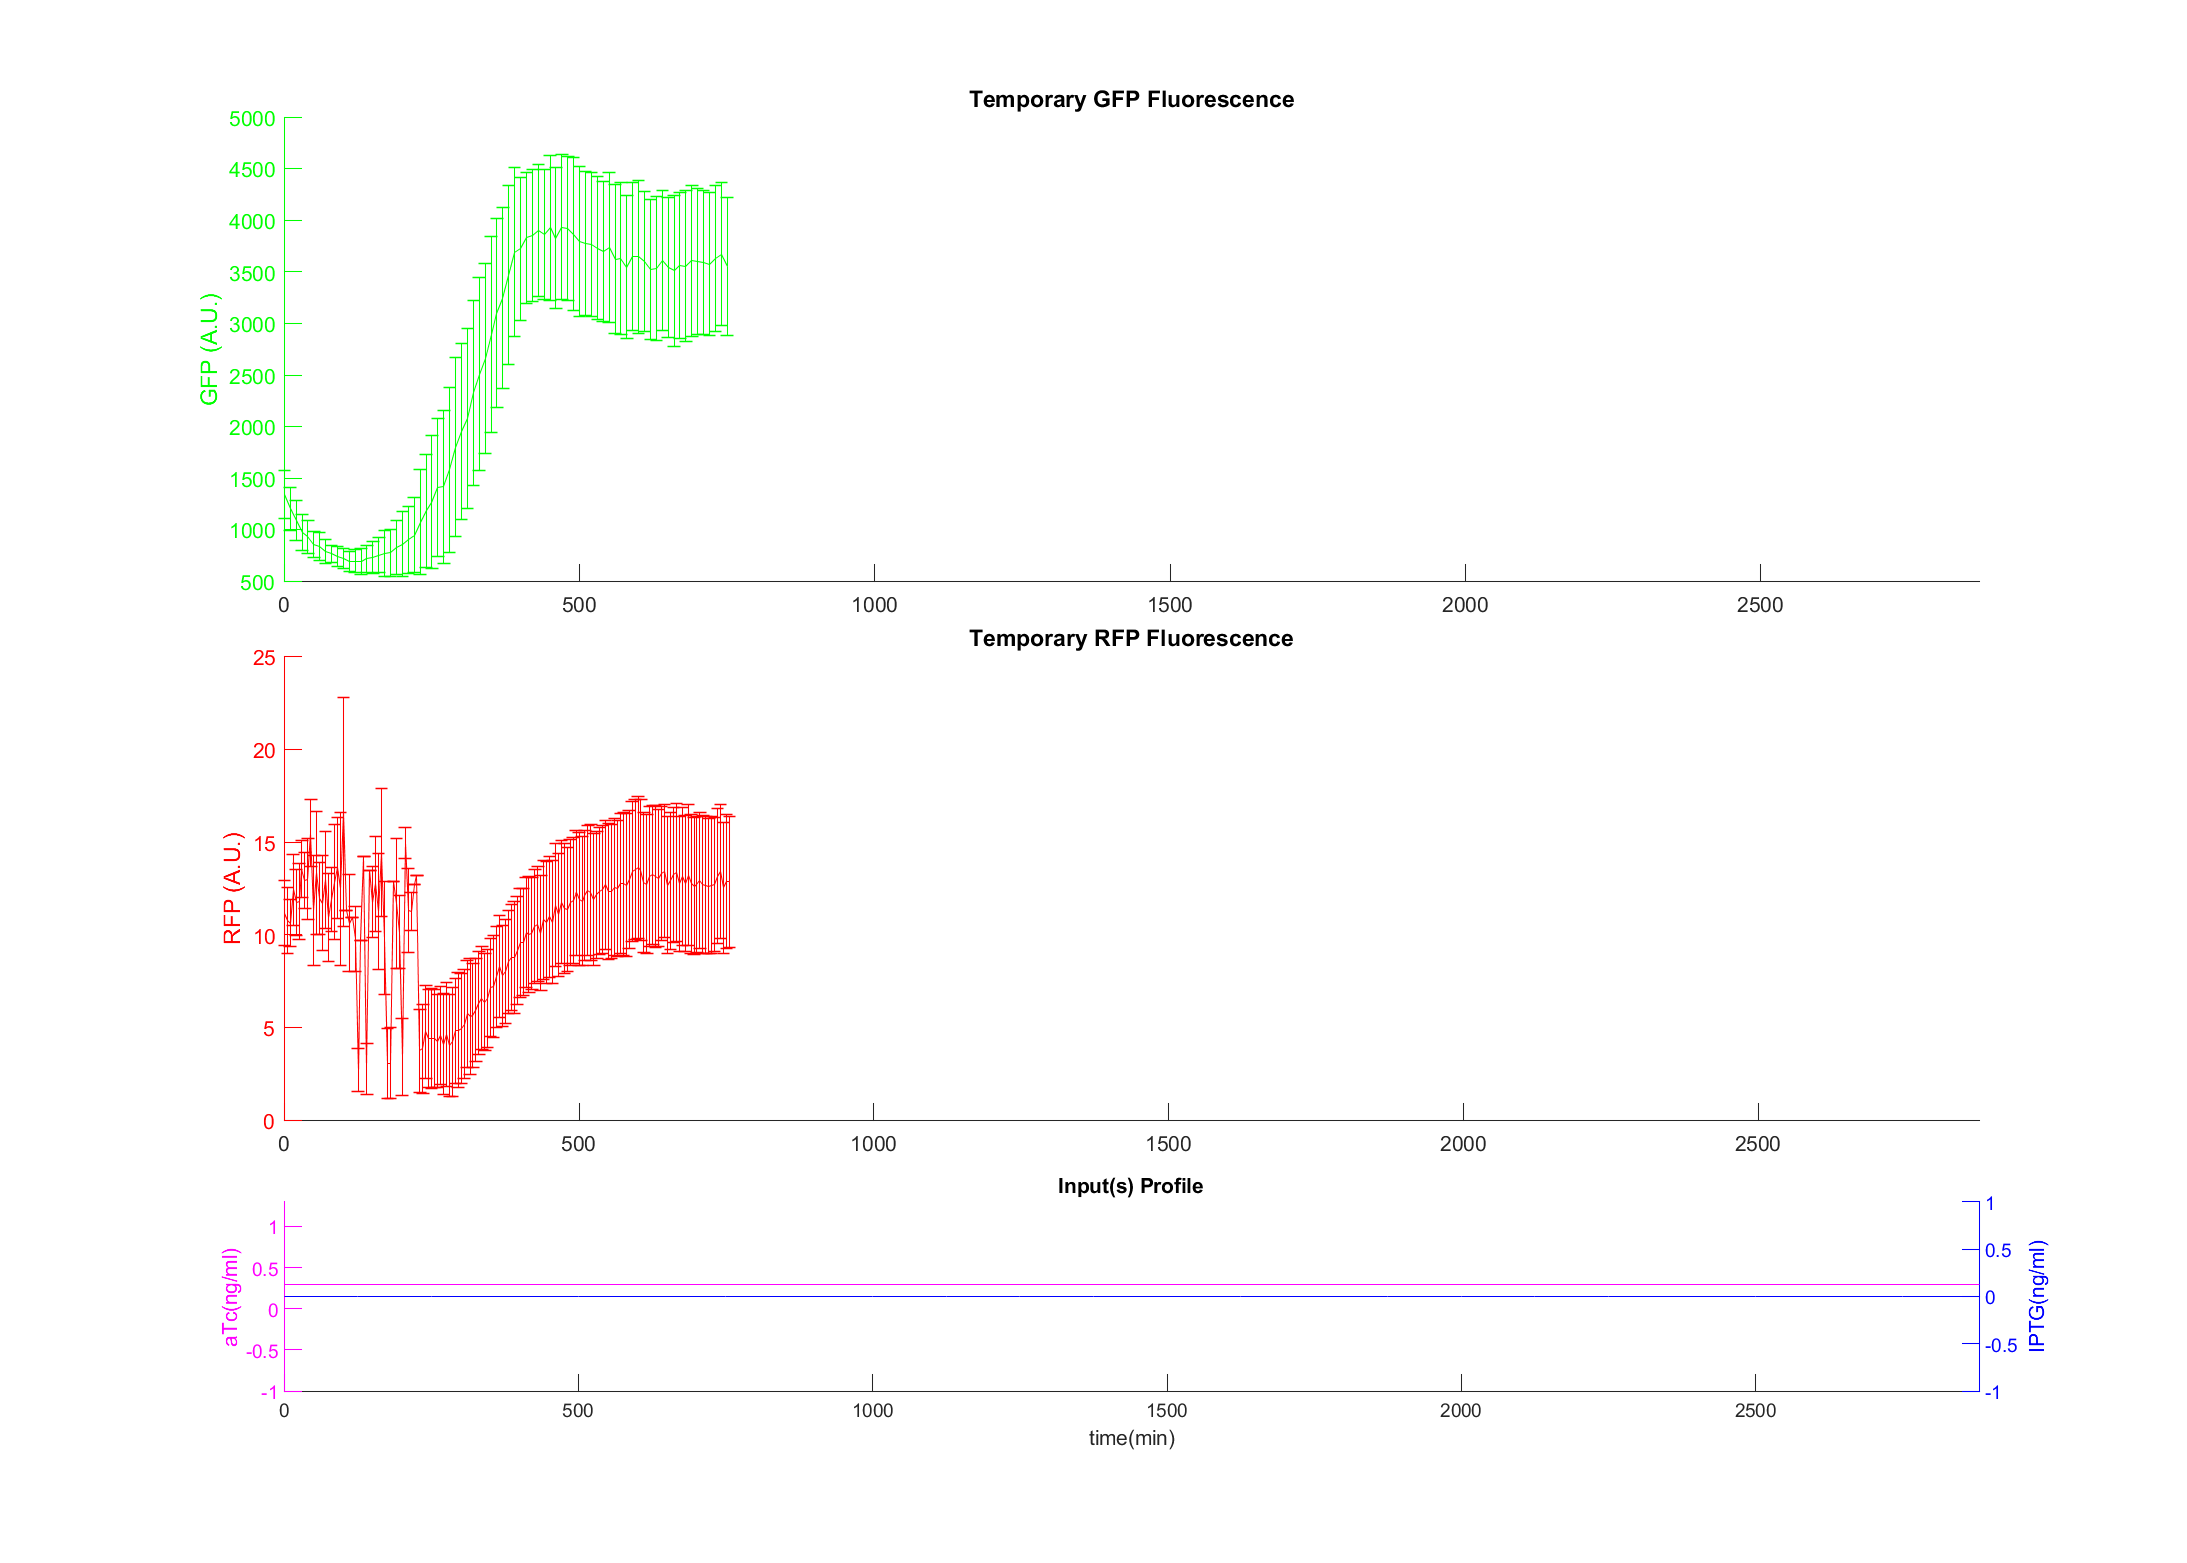 Temporary GFP Fluorescence
5000
4500
4000
3500
3000
2500
2000
1500
1000
500
GFP (A.U.)
0 500 1000 1500 2000 2500
Temporary RFP Fluorescence
25
20
15
10
5
0
RFP (A.U.)
0 500 1000 1500 2000 2500
Input(s) Profile
1
0.5
0
-0.5
-1
aTc(ng/ml)
1
0.5
0
-0.5
-1
IPTG(ng/ml)
0 500 1000 1500 2000 2500
time(min)